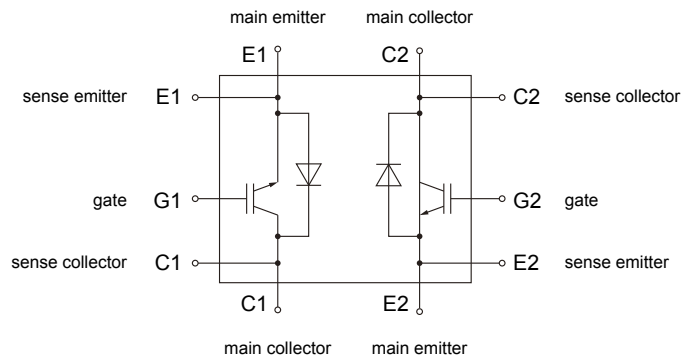 main emitter main collector
E1 C2
sense emitter E1 C2 sense collector
gate G1 G2 gate
sense collector C1 E2 sense emitter
C1 E2
main collector main emitter